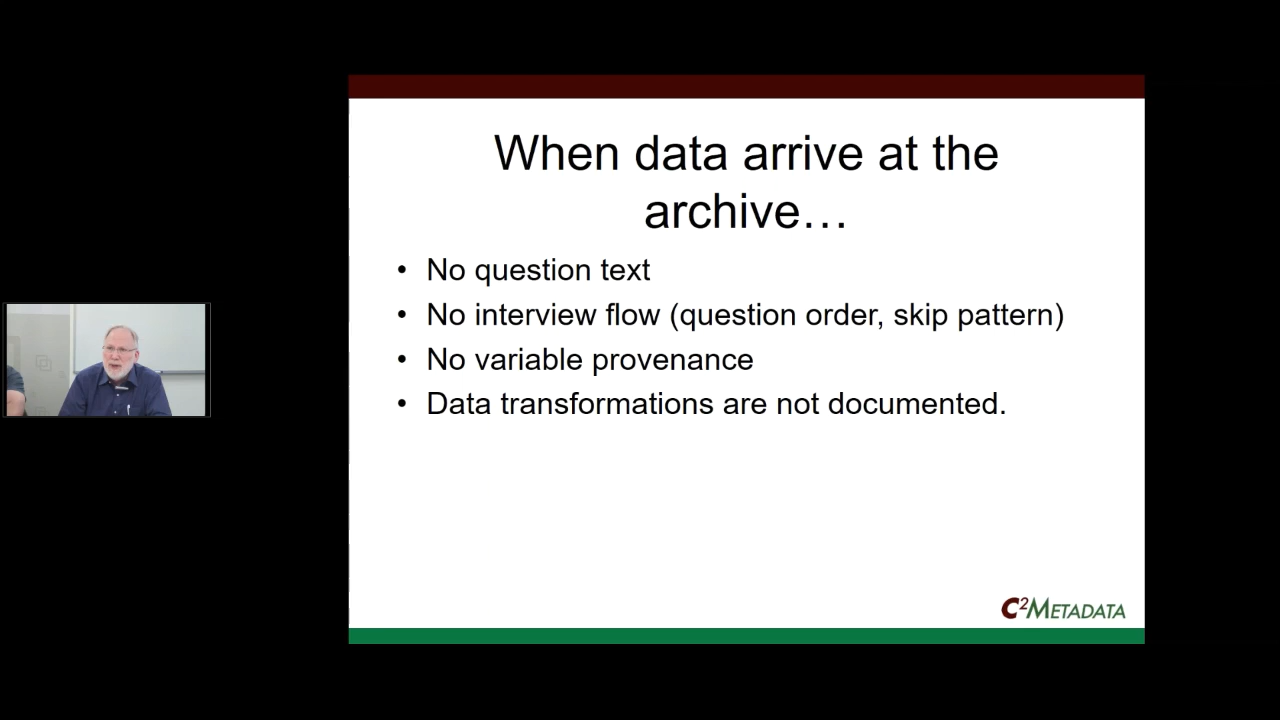 When data arrive at the
archive…
• No question text
• No interview flow (question order, skip pattern)
• No variable provenance
• Data transformations are not documented.
C²METADATA